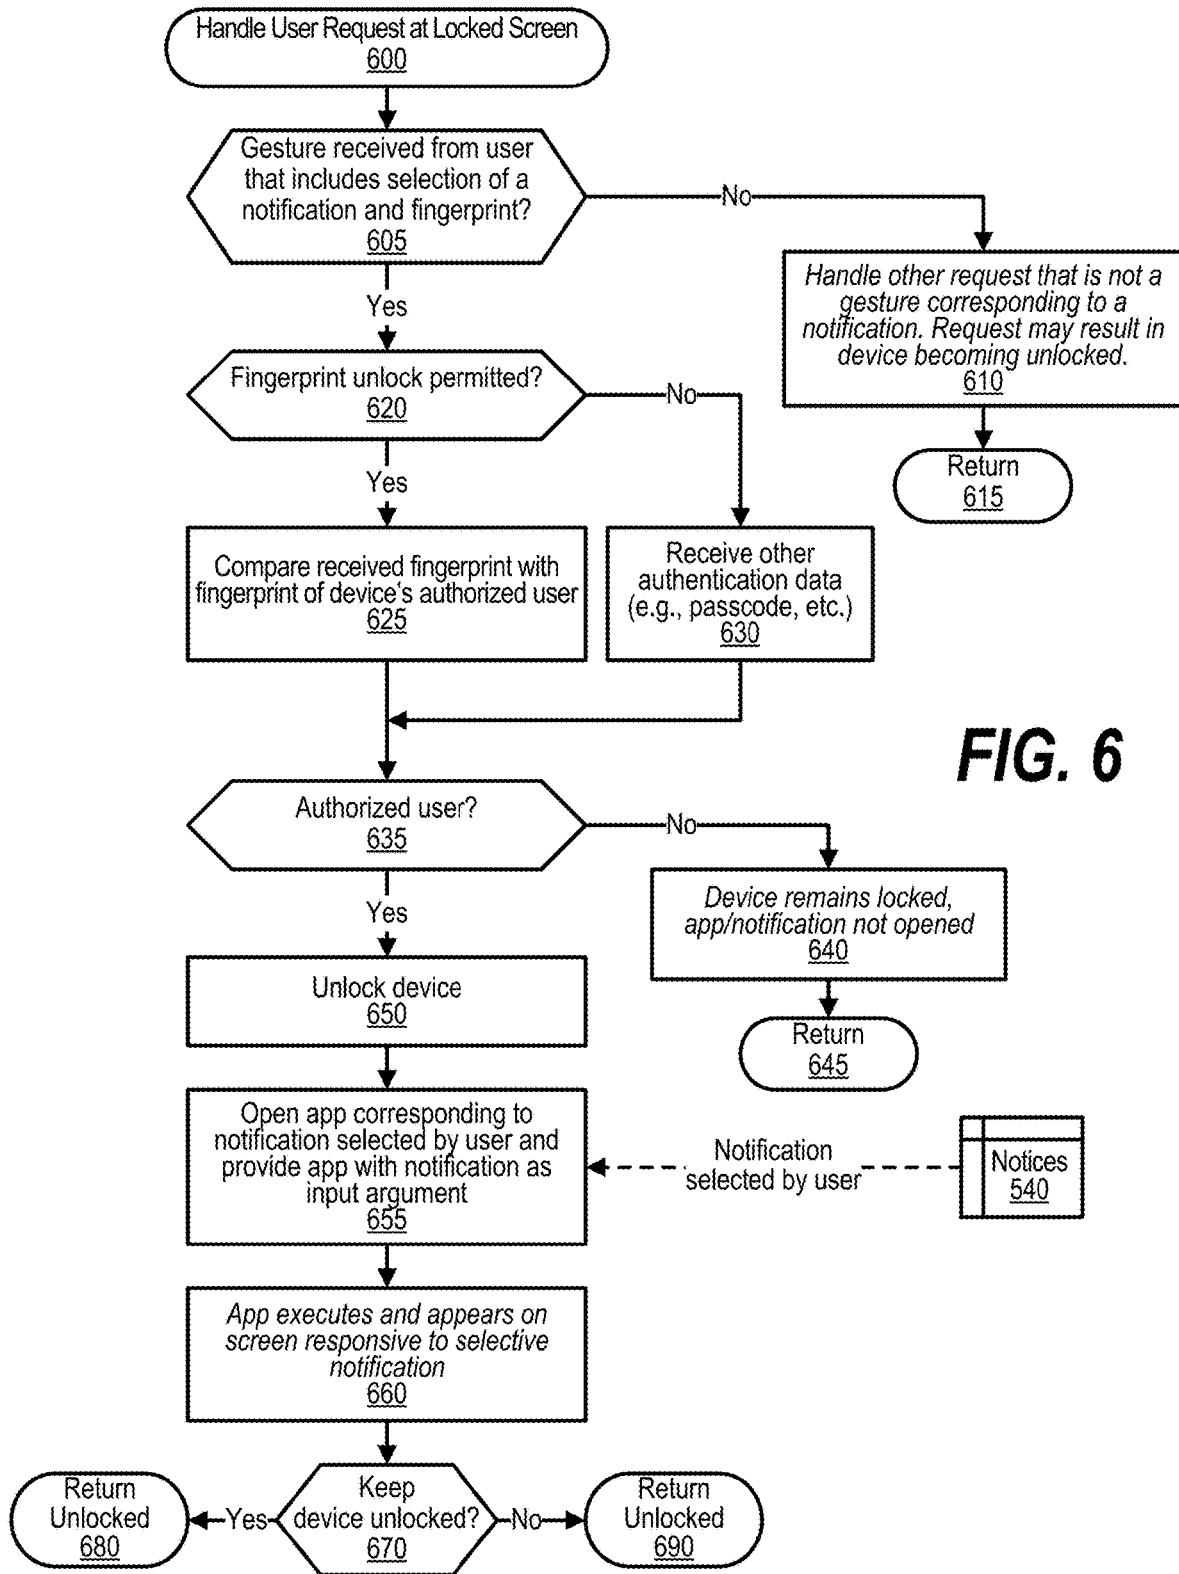 Handle User Request at Locked Screen
600
Gesture received from user
that includes selection of a
notification and fingerprint?
605
No
Handle other request that is not a
gesture corresponding to a
notification. Request may result in
device becoming unlocked.
610
Return
615
Yes
Fingerprint unlock permitted?
620
No
Yes
Compare received fingerprint with
fingerprint of device's authorized user
625
Receive other
authentication data
(e.g., passcode, etc.)
630
FIG. 6
Authorized user?
635
No
Device remains locked,
app/notification not opened
640
Return
645
Yes
Unlock device
650
Open app corresponding to
notification selected by user and
provide app with notification as
input argument
655
Notification
selected by user
Notices
540
App executes and appears on
screen responsive to selective
notification
660
Keep
device unlocked?
670
Yes
Return
Unlocked
680
No
Return
Unlocked
690